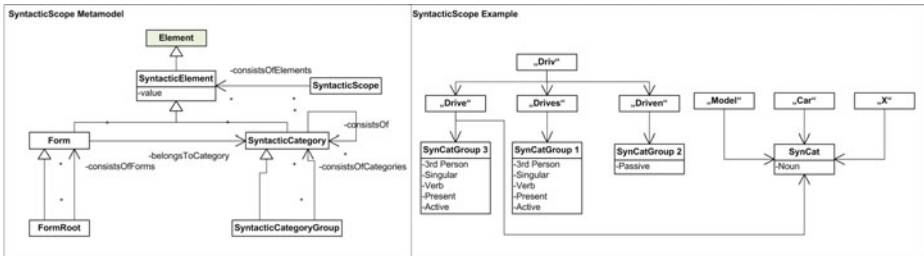 SyntacticScope Metamodel
Element
SyntacticElement
-value
-consistsOfElements
SyntacticScope
*
*
*
*
*
-consistsOf
*
Form
SyntacticCategory
*
*
-belongsToCategory
*
-consistsOfForms
-consistsOfCategories
*
*
FormRoot
SyntacticCategoryGroup
SyntacticScope Example
„Driv“
„Drive“
„Drives“
„Driven“
„Model“
„Car“
„X“
SynCatGroup 3
-3rd Person
-Singular
-Verb
-Present
-Active
SynCatGroup 1
-3rd Person
-Singular
-Verb
-Present
-Active
SynCatGroup 2
-Passive
SynCat
-Noun